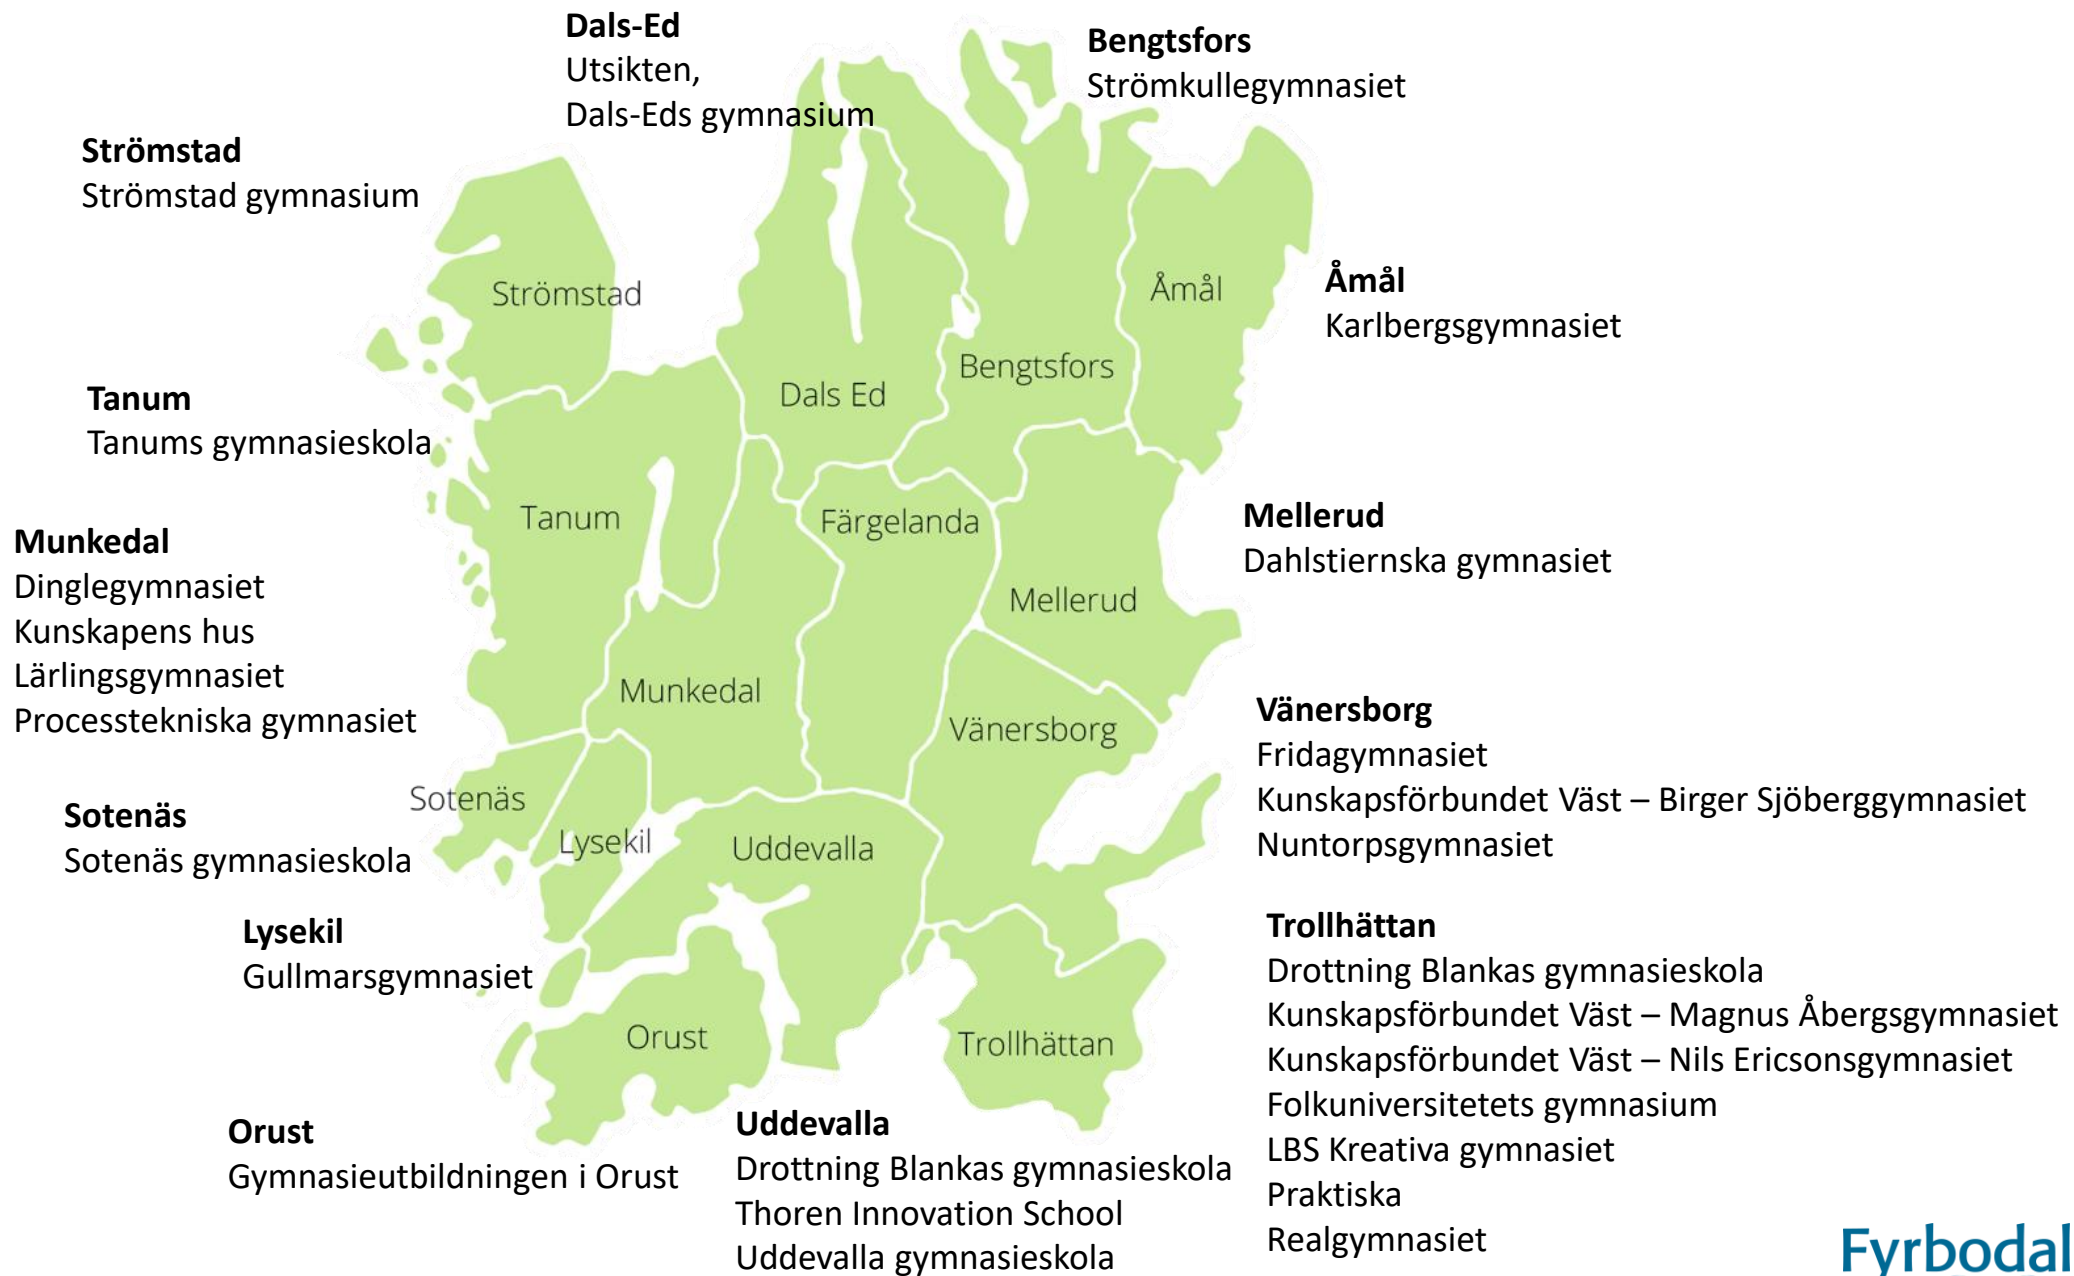 Dals-Ed
Utsikten,
Dals-Eds gymnasium
Bengtsfors
Strömkullegymnasiet
Strömstad
Strömstad gymnasium
Åmål
Karlbergsgymnasiet
Tanum
Tanums gymnasieskola
Mellerud
Dahlstiernska gymnasiet
Munkedal
Dinglegymnasiet
Kunskapens hus
Lärlingsgymnasiet
Processtekniska gymnasiet
Vänersborg
Fridagymnasiet
Kunskapsförbundet Väst – Birger Sjöberggymnasiet
Nuntorpsgymnasiet
Sotenäs
Sotenäs gymnasieskola
Lysekil
Gullmarsgymnasiet
Trollhättan
Drottning Blankas gymnasieskola
Kunskapsförbundet Väst – Magnus Åbergsgymnasiet
Kunskapsförbundet Väst – Nils Ericsonsgymnasiet
Folkuniversitetets gymnasium
LBS Kreativa gymnasiet
Praktiska
Realgymnasiet
Orust
Gymnasieutbildningen i Orust
Uddevalla
Drottning Blankas gymnasieskola
Thoren Innovation School
Uddevalla gymnasieskola
Strömstad
Åmål
Bengtsfors
Dals Ed
Tanum
Färgelanda
Mellerud
Munkedal
Vänersborg
Sotenäs
Lysekil
Uddevalla
Orust
Trollhättan
Fyrbodal